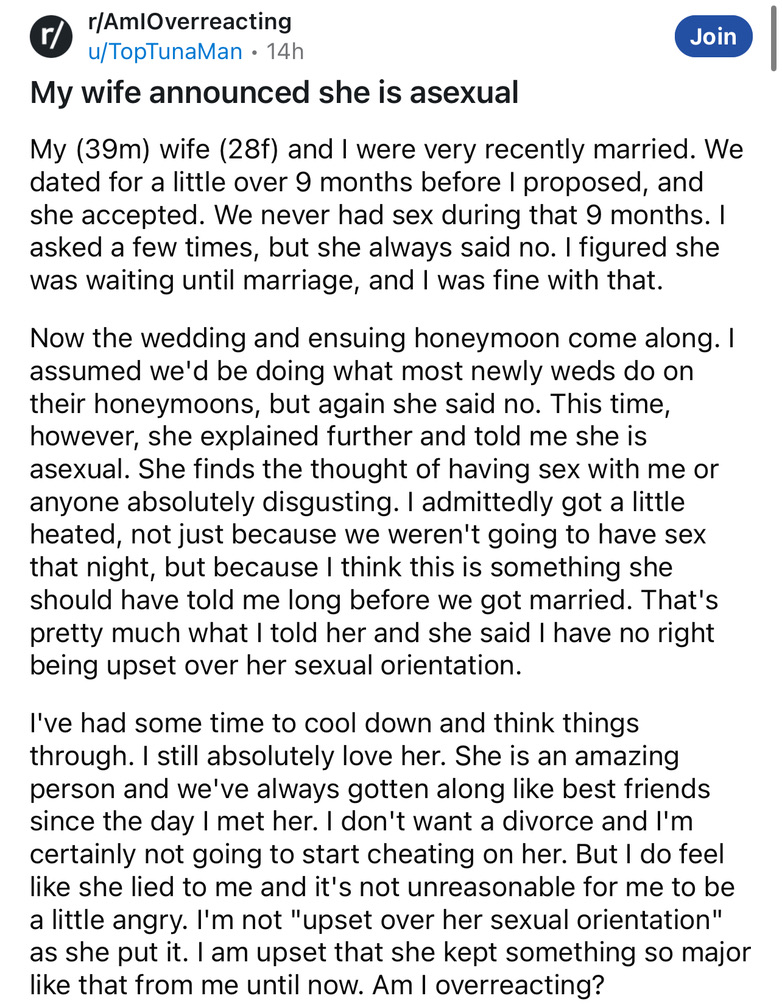 r/
r/AmIOverreacting
u/TopTunaMan • 14h
Join
My wife announced she is asexual
My (39m) wife (28f) and I were very recently married. We
dated for a little over 9 months before I proposed, and
she accepted. We never had sex during that 9 months. I
asked a few times, but she always said no. I figured she
was waiting until marriage, and I was fine with that.
Now the wedding and ensuing honeymoon come along. I
assumed we'd be doing what most newly weds do on
their honeymoons, but again she said no. This time,
however, she explained further and told me she is
asexual. She finds the thought of having sex with me or
anyone absolutely disgusting. I admittedly got a little
heated, not just because we weren't going to have sex
that night, but because I think this is something she
should have told me long before we got married. That's
pretty much what I told her and she said I have no right
being upset over her sexual orientation.
I've had some time to cool down and think things
through. I still absolutely love her. She is an amazing
person and we've always gotten along like best friends
since the day I met her. I don't want a divorce and I'm
certainly not going to start cheating on her. But I do feel
like she lied to me and it's not unreasonable for me to be
a little angry. I'm not "upset over her sexual orientation"
as she put it. I am upset that she kept something so major
like that from me until now. Am I overreacting?